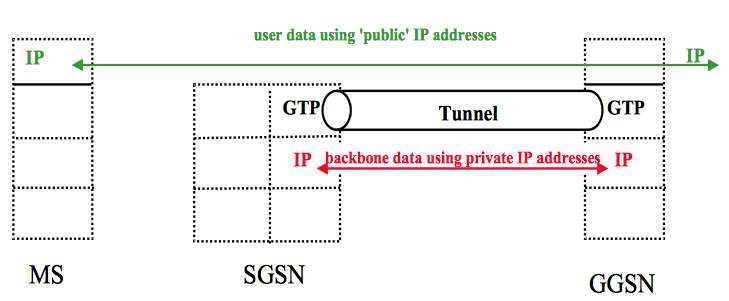 user data using 'public' IP addresses
IP
IP
GTP
Tunnel
GTP
IP
backbone data using private IP addresses
IP
MS
SGSN
GGSN